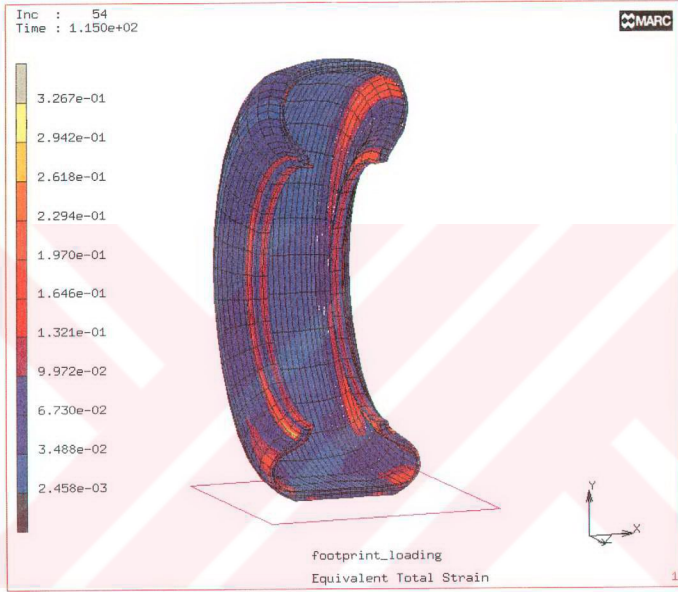 Inc : 54
Time : 1.150e+02
MARC
3.267e-01
2.942e-01
2.618e-01
2.294e-01
1.970e-01
1.646e-01
1.321e-01
9.972e-02
6.730e-02
3.488e-02
2.458e-03
Y
X
Z
footprint_loading
Equivalent Total Strain
1